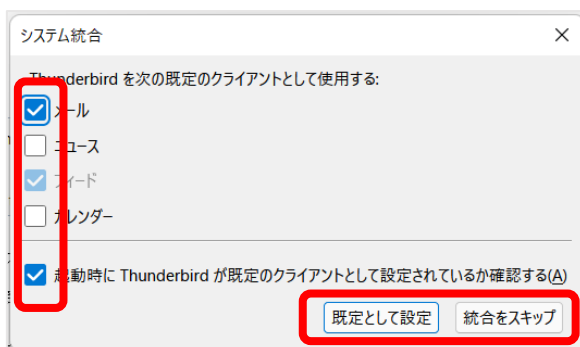 システム統合
Thunderbird を次の既定のクライアントとして使用する:
メール
ニュース
フィード
カレンダー
起動時に Thunderbird が既定のクライアントとして設定されているか確認する(A)
既定として設定 統合をスキップ